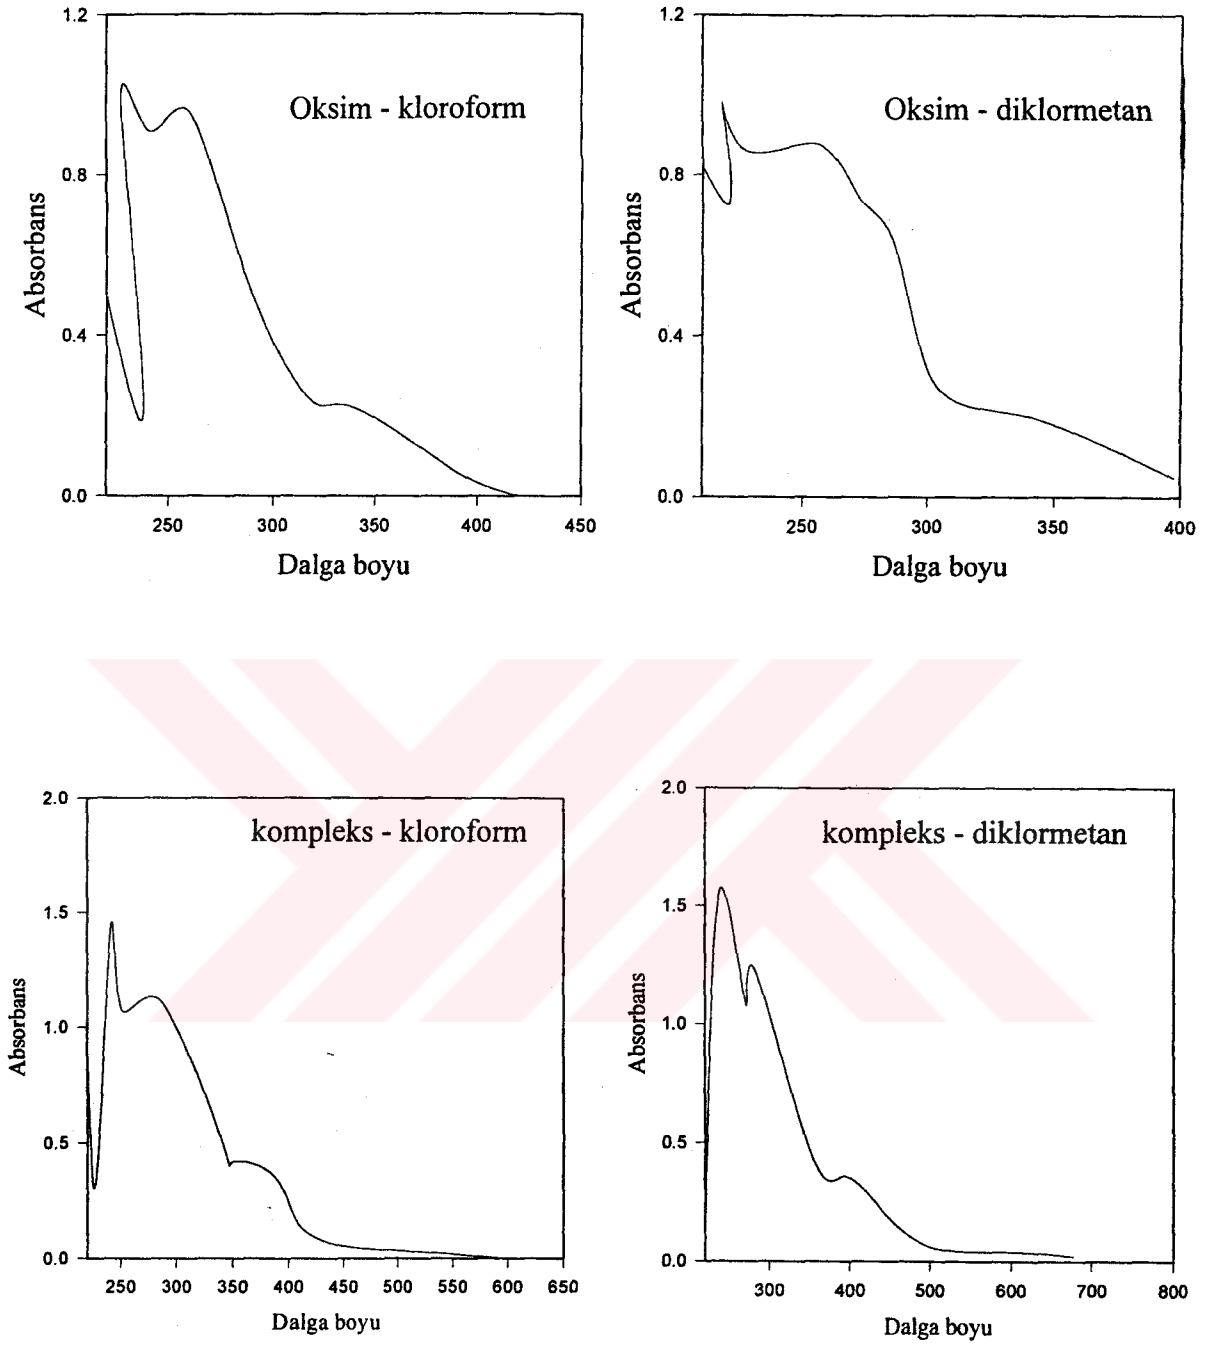 1.2
0.8
0.4
0.0
Absorbans
Oksim - kloroform
250 300 350 400 450
Dalga boyu
1.2
0.8
0.4
0.0
Absorbans
Oksim - diklormetan
250 300 350 400
Dalga boyu
2.0
1.5
1.0
0.5
0.0
Absorbans
kompleks - kloroform
250 300 350 400 450 500 550 600 650
Dalga boyu
2.0
1.5
1.0
0.5
0.0
Absorbans
kompleks - diklormetan
300 400 500 600 700 800
Dalga boyu